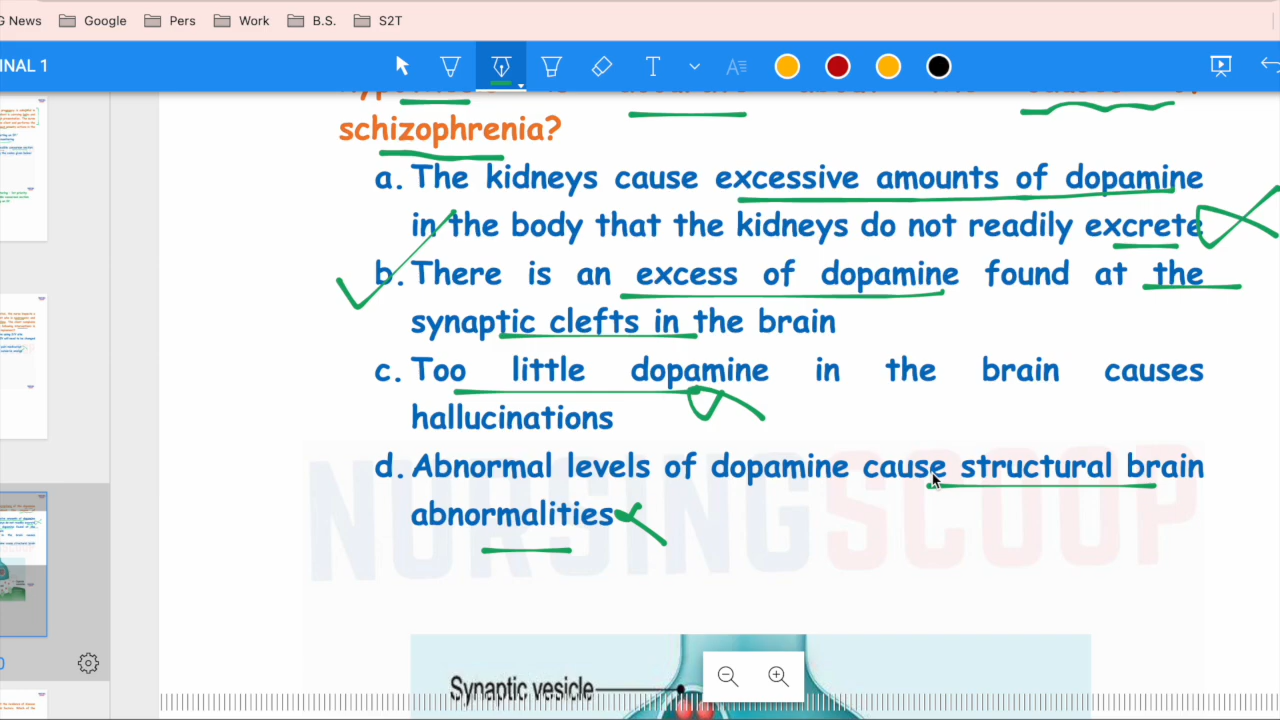 G News Google Pers Work B.S. S2T
INAL 1
schizophrenia?
a. The kidneys cause excessive amounts of dopamine
in the body that the kidneys do not readily excrete
b. There is an excess of dopamine found at the
synaptic clefts in the brain
c. Too little dopamine in the brain causes
hallucinations
d. Abnormal levels of dopamine cause structural brain
abnormalities
NURSINGSCOOP
Synaptic vesicle